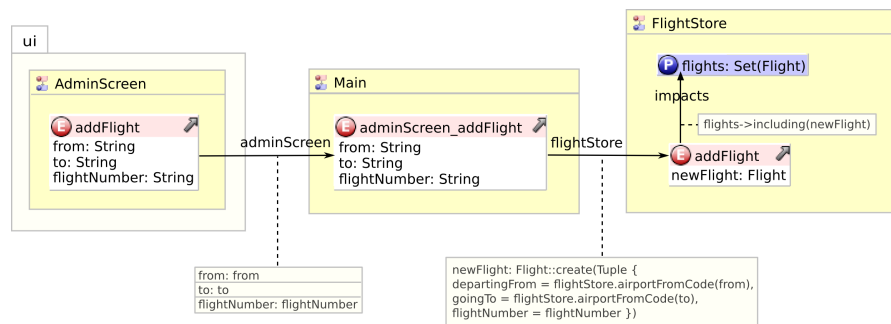 ui
AdminScreen
E addFlight
from: String
to: String
flightNumber: String
adminScreen
Main
E adminScreen_addFlight
from: String
to: String
flightNumber: String
flightStore
FlightStore
P flights: Set(Flight)
impacts
flights->including(newFlight)
E addFlight
newFlight: Flight
from: from
to: to
flightNumber: flightNumber
newFlight: Flight::create(Tuple {
departingFrom = flightStore.airportFromCode(from),
goingTo = flightStore.airportFromCode(to),
flightNumber = flightNumber })